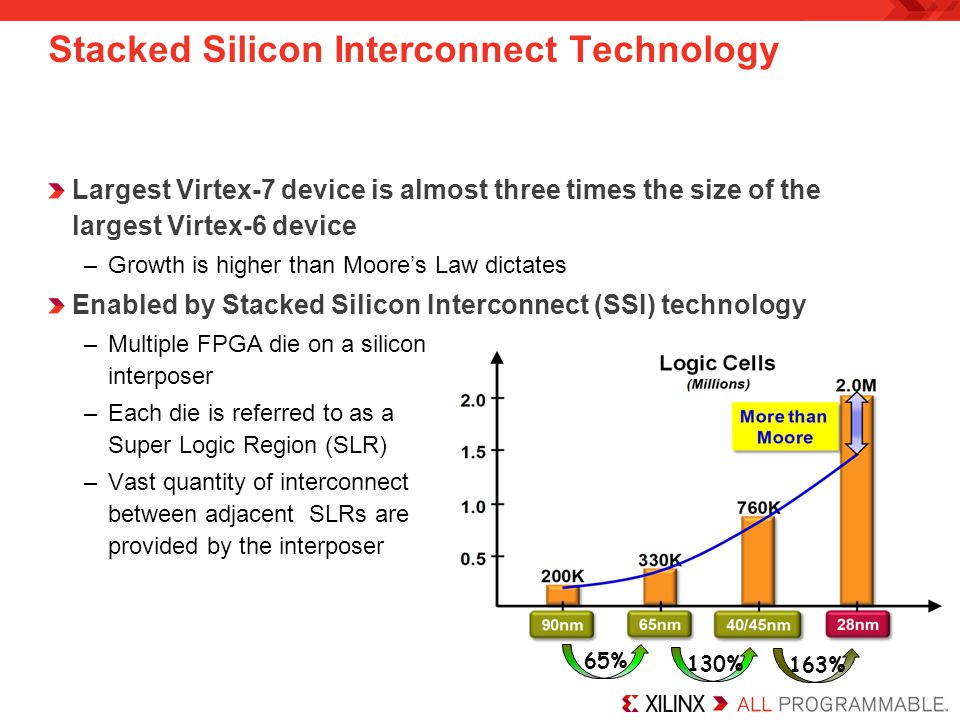 Stacked Silicon Interconnect Technology
Largest Virtex-7 device is almost three times the size of the
largest Virtex-6 device
– Growth is higher than Moore’s Law dictates
Enabled by Stacked Silicon Interconnect (SSI) technology
– Multiple FPGA die on a silicon
interposer
– Each die is referred to as a
Super Logic Region (SLR)
– Vast quantity of interconnect
between adjacent SLRs are
provided by the interposer
Logic Cells
(Millions)
2.0M
2.0
More than
Moore
1.5
1.0
760K
0.5
330K
200K
90nm
65nm
40/45nm
28nm
65%
130%
163%
XILINX ALL PROGRAMMABLE.